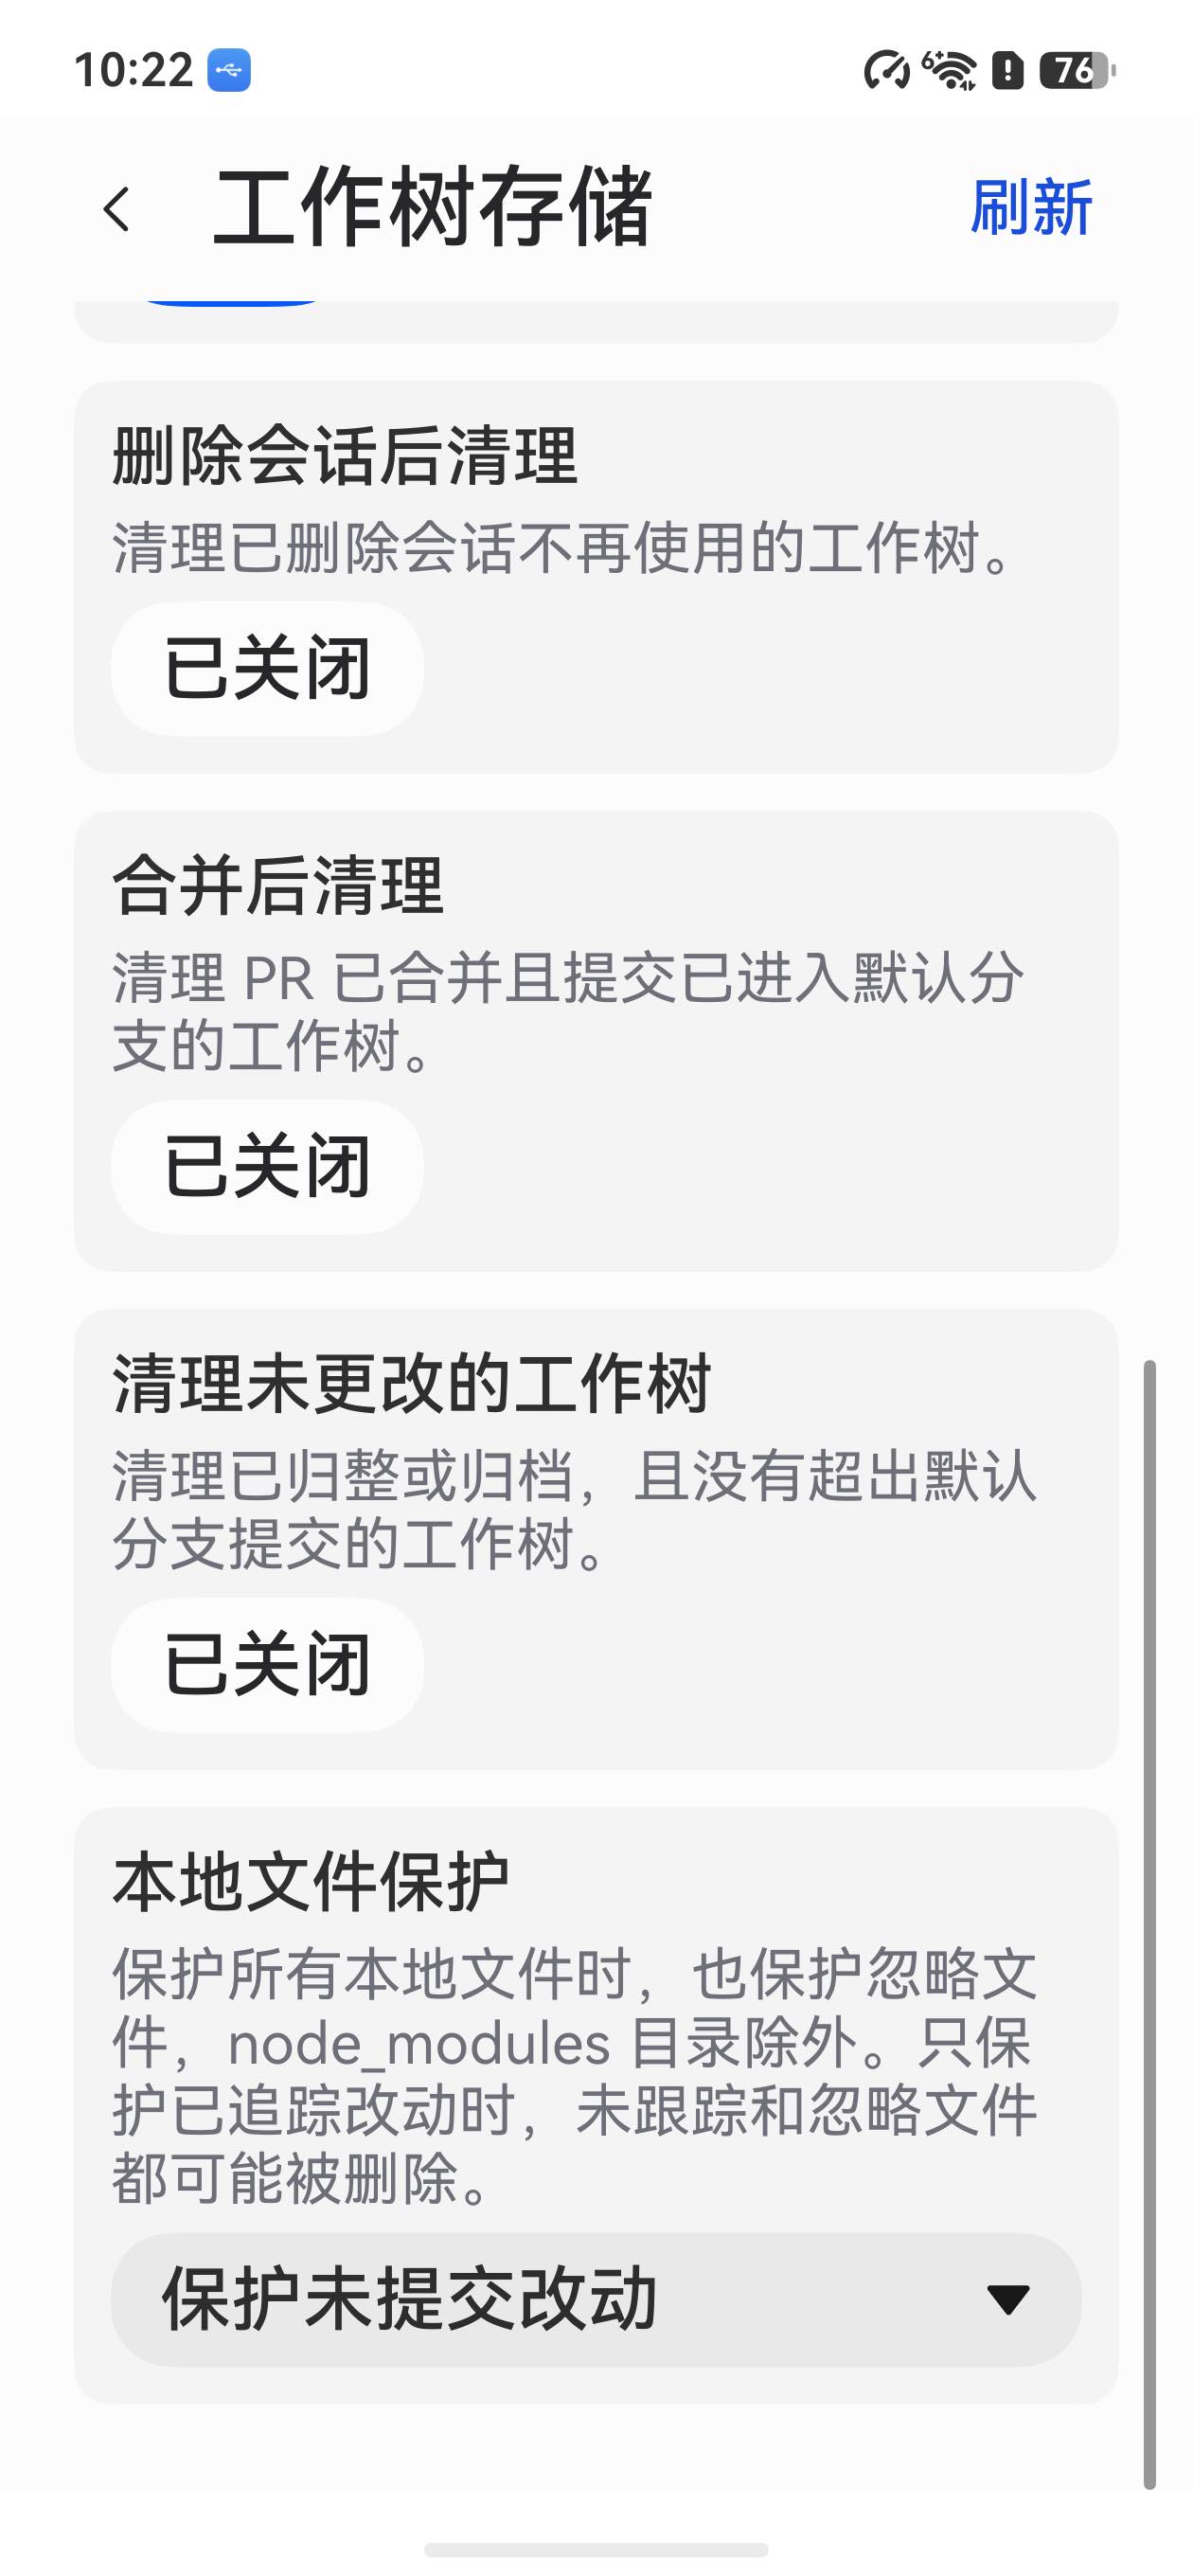 10:22
76
工作树存储
刷新
删除会话后清理
清理已删除会话不再使用的工作树。
已关闭
合并后清理
清理 PR 已合并且提交已进入默认分
支的工作树。
已关闭
清理未更改的工作树
清理已归整或归档，且没有超出默认
分支提交的工作树。
已关闭
本地文件保护
保护所有本地文件时，也保护忽略文
件，node_modules 目录除外。只保
护已追踪改动时，未跟踪和忽略文件
都可能被删除。
保护未提交改动